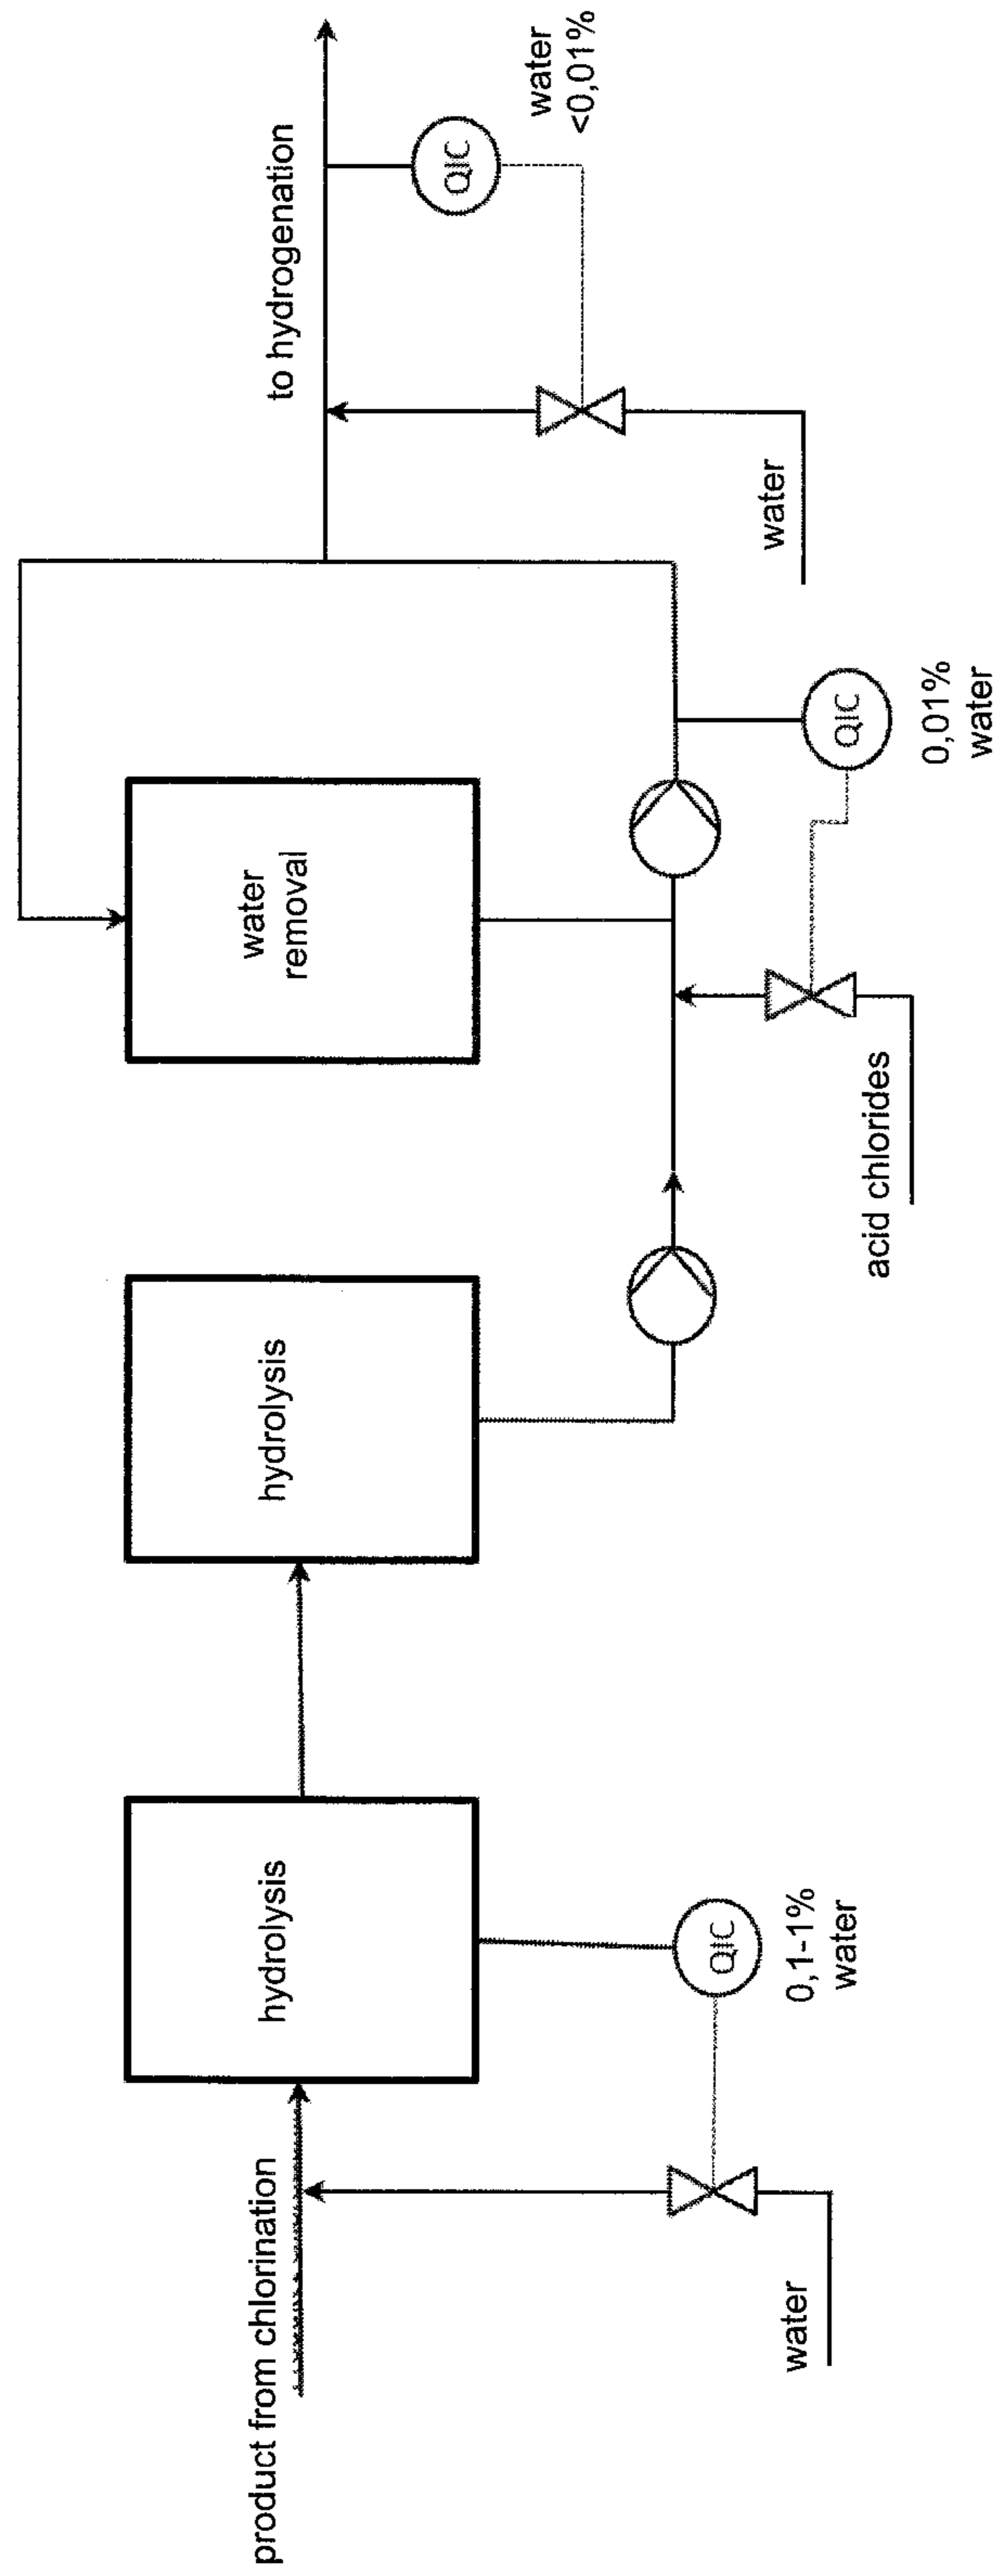 product from chlorination
water
hydrolysis
QIC
0,1-1%
water
hydrolysis
acid chlorides
water
removal
QIC
0,01%
water
water
to hydrogenation
QIC
water
<0,01%